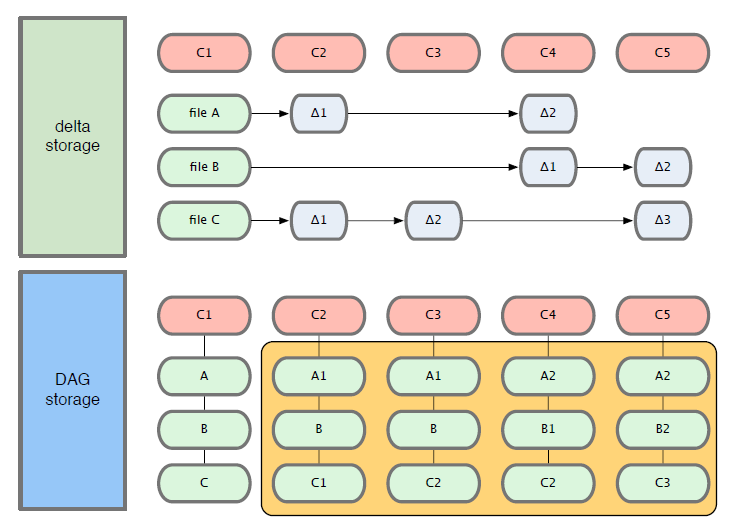 delta
storage
C1 C2 C3 C4 C5
file A Δ1 Δ2
file B Δ1 Δ2
file C Δ1 Δ2 Δ3
DAG
storage
C1 C2 C3 C4 C5
A A1 A1 A2 A2
B B B B1 B2
C C1 C2 C2 C3